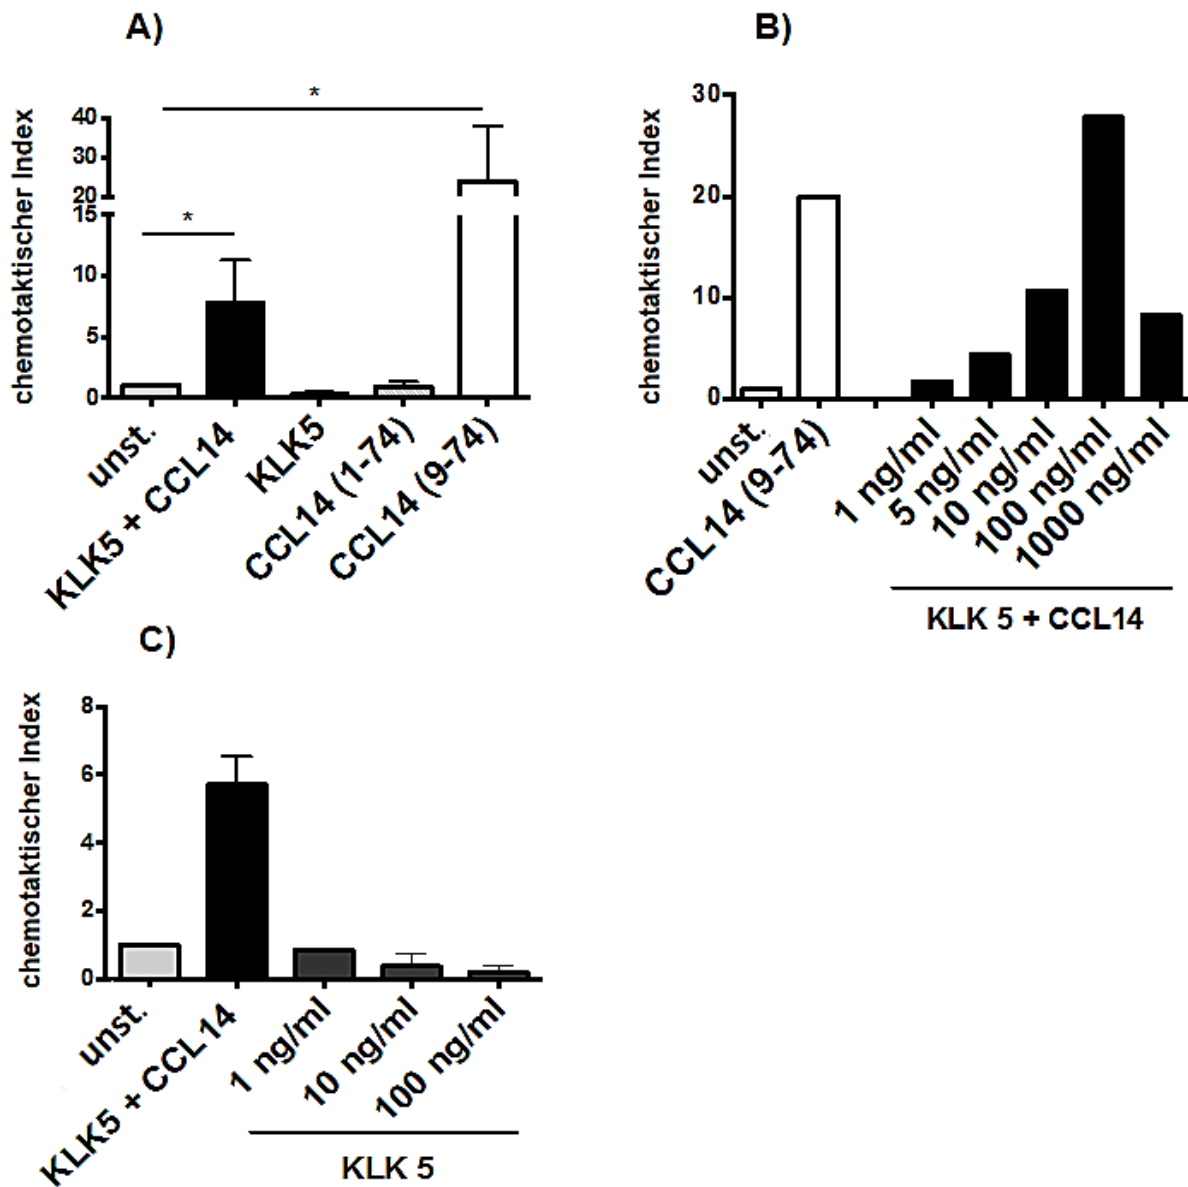 A)
*
*
chemotaktischer Index
40
30
20
15
10
5
0
unst.
KLK5 + CCL14
KLK5
CCL14 (1-74)
CCL14 (9-74)
B)
chemotaktischer Index
30
20
10
0
unst.
CCL14 (9-74)
1 ng/ml
5 ng/ml
10 ng/ml
100 ng/ml
1000 ng/ml
KLK 5 + CCL14
C)
chemotaktischer Index
8
6
4
2
0
unst.
KLK5 + CCL14
1 ng/ml
10 ng/ml
100 ng/ml
KLK 5